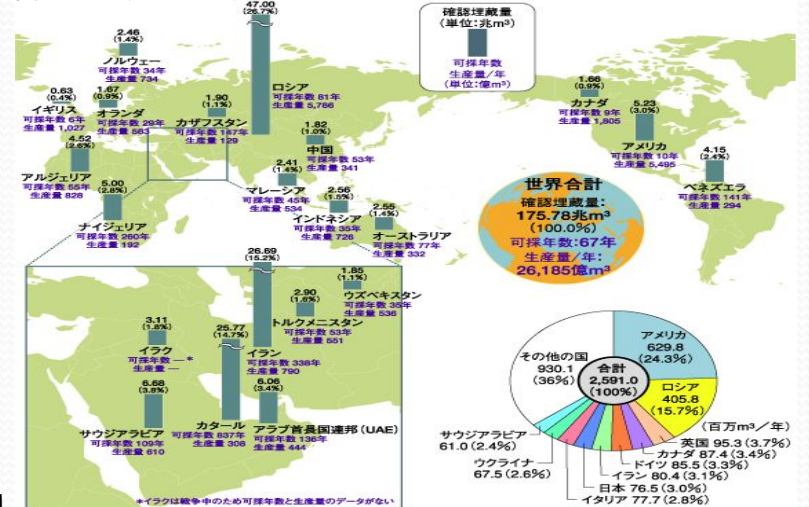 47.00
(26.7%)
ロシア
可採年数 81年
生産量 5,786
2.46
(1.4%)
ノルウェー
可採年数 34年
生産量 734
0.63
(0.4%)
イギリス
可採年数 6年
生産量 1,027
1.67
(0.9%)
オランダ
可採年数 29年
生産量 583
1.90
(1.1%)
カザフスタン
可採年数 147年
生産量 129
1.82
(1.0%)
中国
可採年数 53年
生産量 341
4.52
(2.6%)
アルジェリア
可採年数 55年
生産量 828
5.00
(2.8%)
ナイジェリア
可採年数 260年
生産量 192
2.41
(1.4%)
マレーシア
可採年数 45年
生産量 534
2.56
(1.5%)
インドネシア
可採年数 35年
生産量 726
2.55
(1.4%)
オーストラリア
可採年数 77年
生産量 332
確認埋蔵量
(単位:兆m³)
可採年数
生産量/年
(単位:億m³)
1.66
(0.9%)
カナダ
可採年数 9年
生産量 1,805
5.23
(3.0%)
アメリカ
可採年数 10年
生産量 5,495
4.15
(2.4%)
ベネズエラ
可採年数 141年
生産量 294
世界合計
確認埋蔵量:
175.78兆m³
(100.0%)
可採年数:67年
生産量/年:
26,185億m³
3.11
(1.8%)
イラク
可採年数 ―*
生産量 ―
6.68
(3.8%)
サウジアラビア
可採年数 109年
生産量 610
25.77
(14.7%)
カタール
可採年数 837年
生産量 308
26.69
(15.2%)
イラン
可採年数 338年
生産量 790
6.06
(3.4%)
アラブ首長国連邦(UAE)
可採年数 136年
生産量 444
2.90
(1.6%)
トルクメニスタン
可採年数 53年
生産量 551
1.85
(1.1%)
ウズベキスタン
可採年数 35年
生産量 536
*イラクは戦争中のため可採年数と生産量のデータがない
合計
2,591.0
(100%)
アメリカ
629.8
(24.3%)
ロシア
405.8
(15.7%)
(百万m³/年)
英国 95.3 (3.7%)
カナダ 87.4 (3.4%)
ドイツ 85.5 (3.3%)
イラン 80.4 (3.1%)
日本 76.5 (3.0%)
イタリア 77.7 (2.8%)
ウクライナ
67.5 (2.6%)
サウジアラビア
61.0 (2.4%)
その他の国
930.1
(36%)